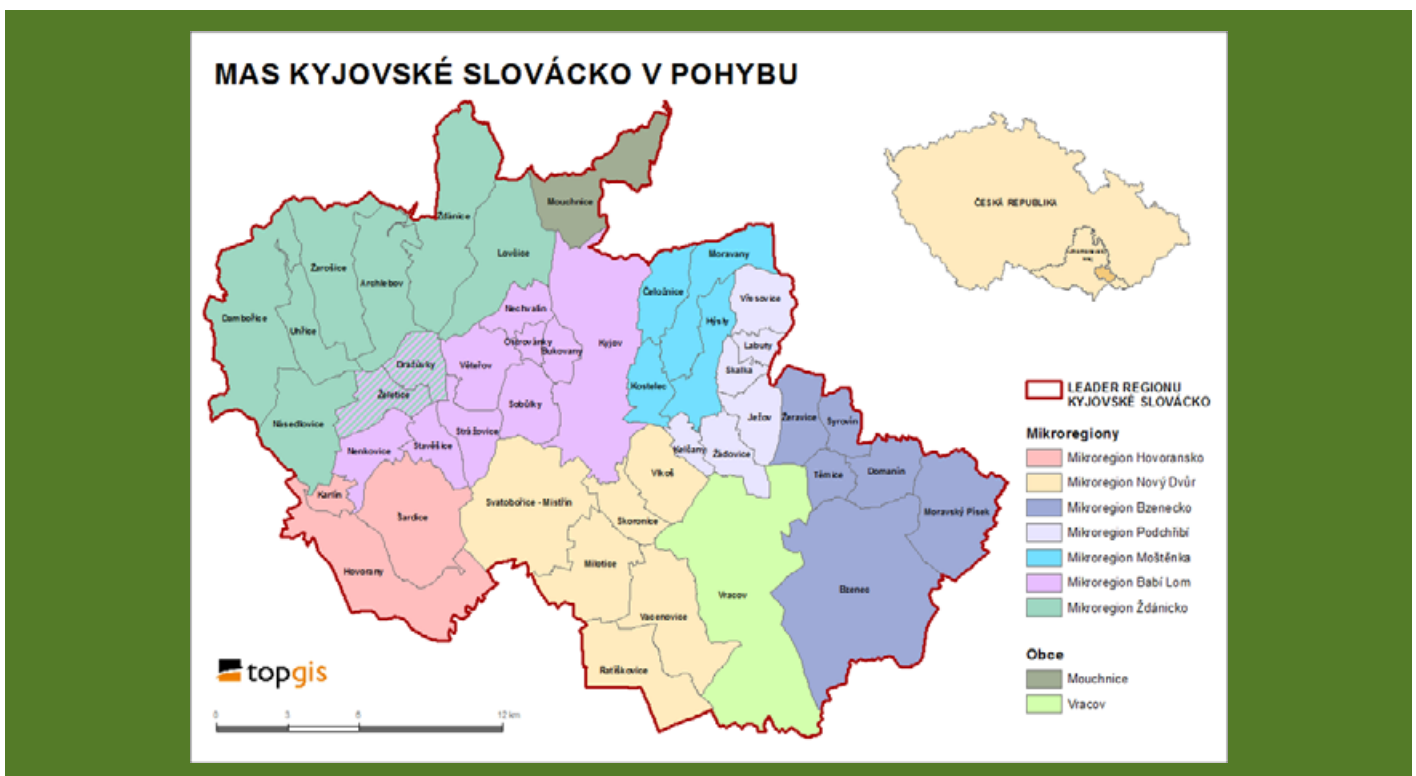 MAS KYJOVSKÉ SLOVÁCKO V POHYBU
ČESKÁ REPUBLIKA
Mouchnice
Ždánice
Lovčice
Moravany
Žarošice
Archlebov
Čeložnice
Vřesovice
Dambořice
Uhřice
Nechvalín
Hýsly
Ostrovánky
Bukovany
Kyjov
Labuty
Dražůvky
Věteřov
Skalka
Želetice
Kostelec
Sobůlky
Násedlovice
Ježov
Žeravice
Syrovín
Strážovice
Nenkovice
Stavěšice
Kelčany
Žádovice
Vlkoš
Těmice
Domanín
Karlín
Svatobořice - Mistřín
Moravský Písek
Šardice
Skoronice
Hovorany
Milotice
Bzenec
Vracov
Vacenovice
Ratíškovice
LEADER REGIONU
KYJOVSKÉ SLOVÁCKO
Mikroregiony
Mikroregion Hovoransko
Mikroregion Nový Dvůr
Mikroregion Bzenecko
Mikroregion Podchřibí
Mikroregion Moštěnka
Mikroregion Babí Lom
Mikroregion Ždánicko
Obce
Mouchnice
Vracov
topgis
0 3 6 12 km